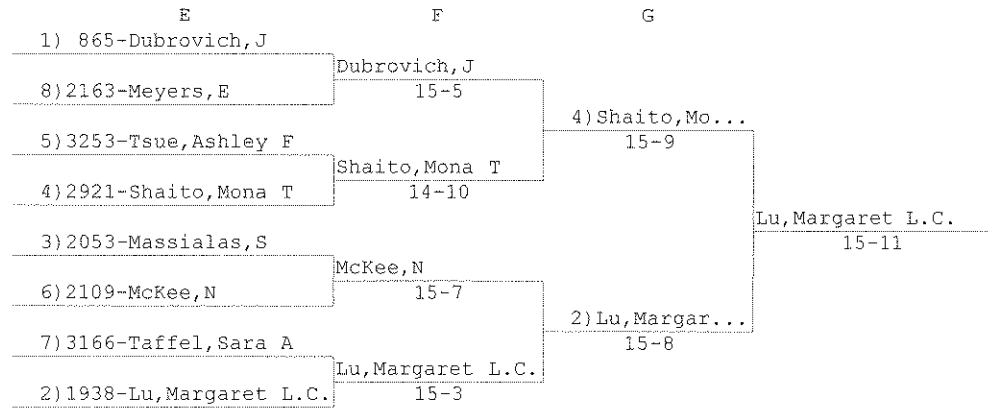 E F G
1) 865-Dubrovich,J
Dubrovich,J
8)2163-Meyers,E
15-5
4)Shaito,Mo...
5)3253-Tsue,Ashley F
15-9
Shaito,Mona T
4)2921-Shaito,Mona T
14-10
Lu,Margaret L.C.
3)2053-Massialas,S
15-11
McKee,N
6)2109-McKee,N
15-7
2)Lu,Margar...
7)3166-Taffel,Sara A
15-8
Lu,Margaret L.C.
2)1938-Lu,Margaret L.C.
15-3